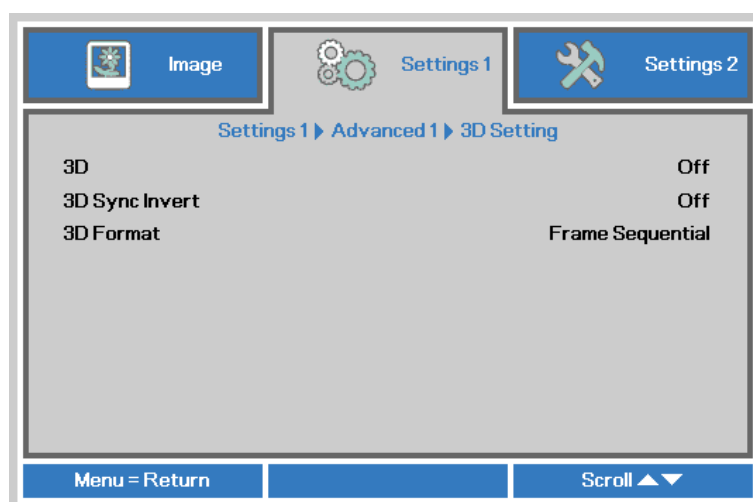 Image
Settings 1
Settings 2
Settings 1 ▶ Advanced 1 ▶ 3D Setting
3D Off
3D Sync Invert Off
3D Format Frame Sequential
Menu = Return
Scroll ▲▼